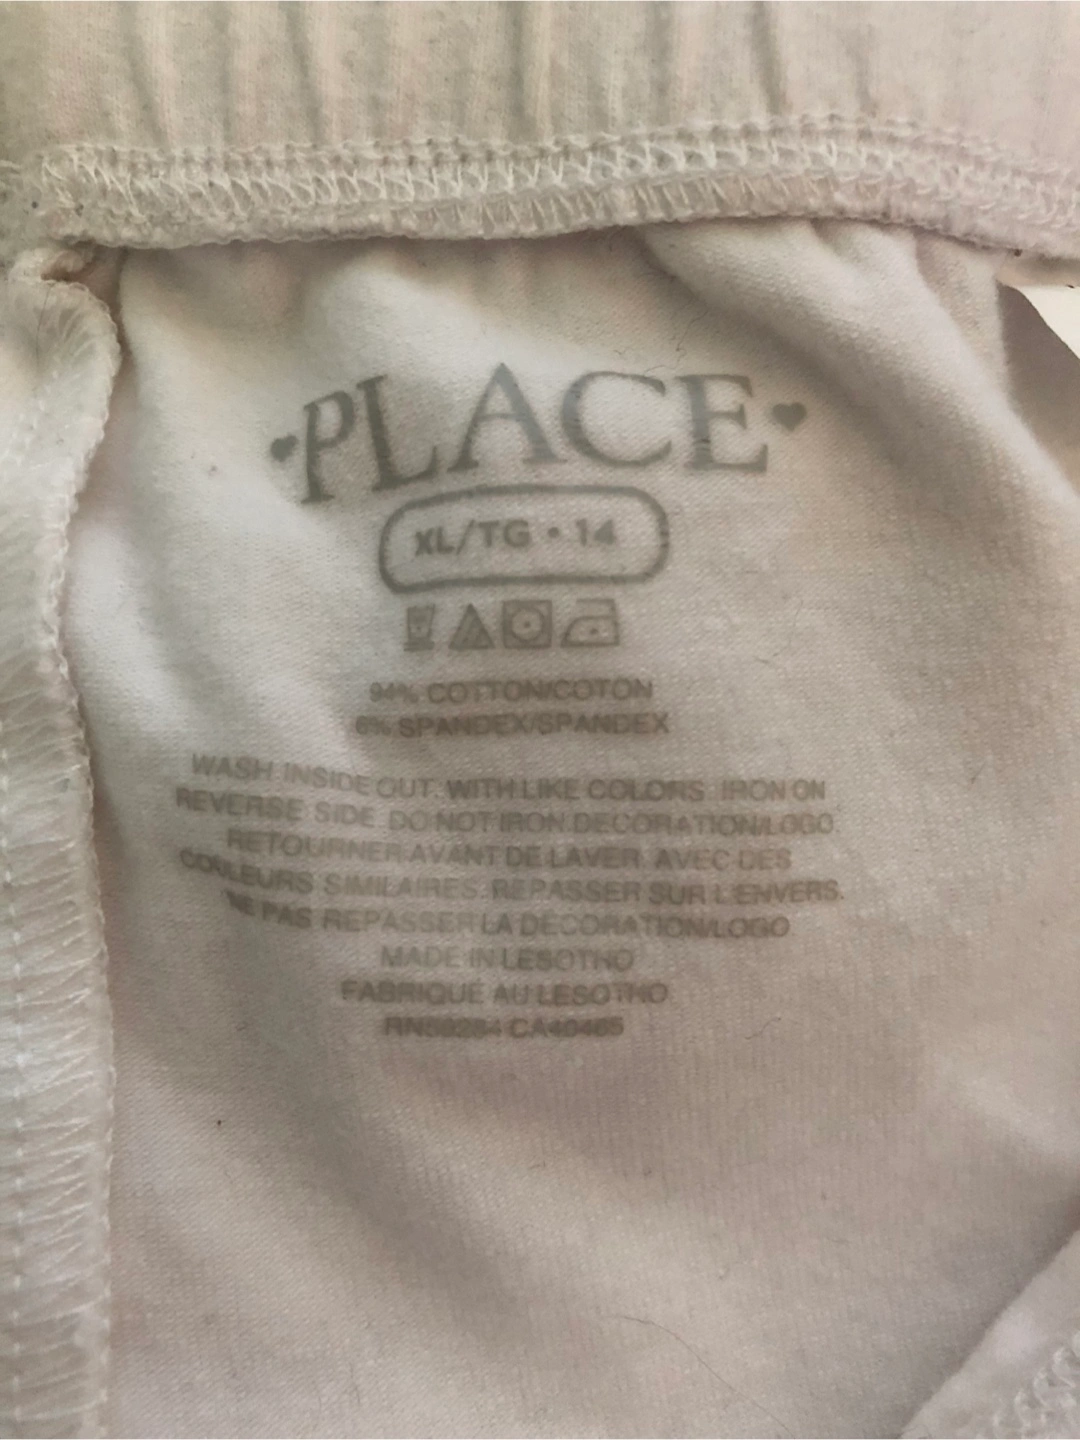 PLACE
XL/TG • 14
94% COTTON/COTON
6% SPANDEX/SPANDEX
WASH INSIDE OUT. WITH LIKE COLORS. IRON ON
REVERSE SIDE. DO NOT IRON DECORATION/LOGO
RETOURNER AVANT DE LAVER. AVEC DES
COULEURS SIMILAIRES. REPASSER SUR L'ENVERS.
NE PAS REPASSER LA DÉCORATION/LOGO
MADE IN LESOTHO
FABRIQUÉ AU LESOTHO
RN59284 CA40465